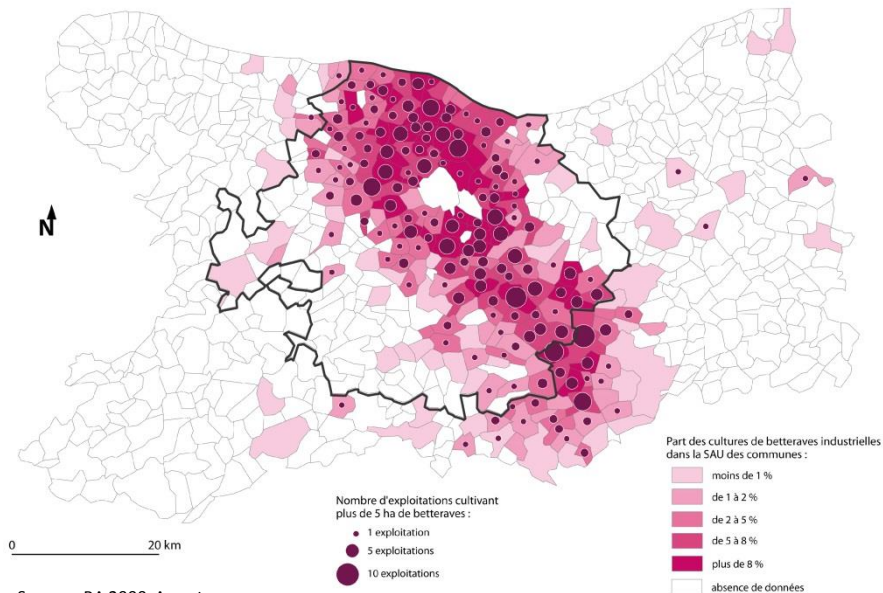 N
0
20 km
Nombre d'exploitations cultivant
plus de 5 ha de betteraves :
1 exploitation
5 exploitations
10 exploitations
Part des cultures de betteraves industrielles
dans la SAU des communes :
moins de 1 %
de 1 à 2 %
de 2 à 5 %
de 5 à 8 %
plus de 8 %
absence de données